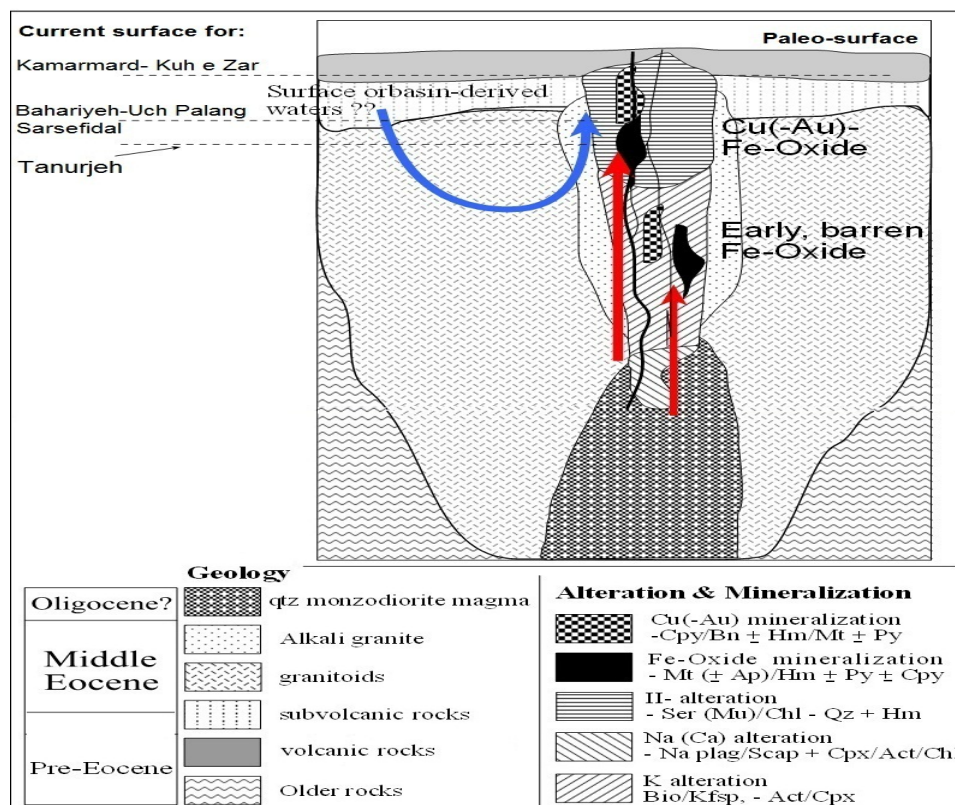 Current surface for:
Paleo-surface
Kamarmard- Kuh e Zar
Bahariyeh-Uch Palang
Sarsefidal
Tanurjeh
Surface orbasin-derived
waters ??
Cu(-Au)-
Fe-Oxide
Early, barren
Fe-Oxide
Geology
Oligocene?
Middle
Eocene
Pre-Eocene
qtz monzodiorite magma
Alkali granite
granitoids
subvolcanic rocks
volcanic rocks
Older rocks
Alteration & Mineralization
Cu(-Au) mineralization
-Cpy/Bn ± Hm/Mt ± Py
Fe-Oxide mineralization
- Mt (± Ap)/Hm ± Py ± Cpy
II- alteration
- Ser (Mu)/Chl - Qz + Hm
Na (Ca) alteration
- Na plag/Scap + Cpx/Act/Chl
K alteration
Bio/Kfsp, - Act/Cpx